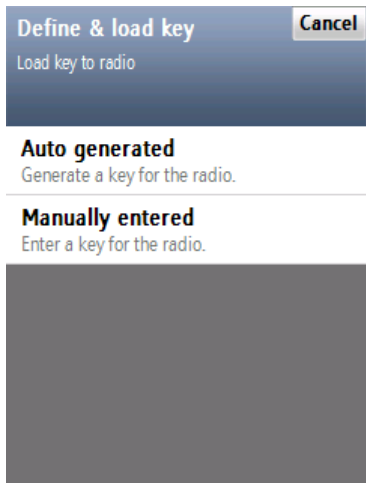 Define & load key
Cancel
Load key to radio
Auto generated
Generate a key for the radio.
Manually entered
Enter a key for the radio.